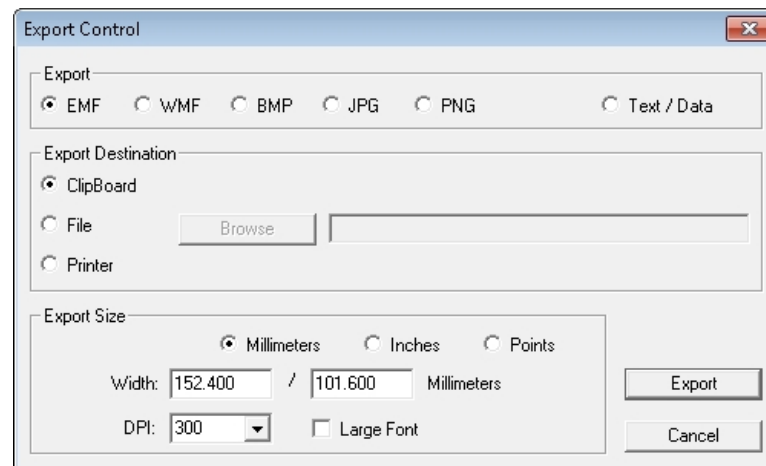 Export Control
Export
EMF WMF BMP JPG PNG Text / Data
Export Destination
ClipBoard
File Browse
Printer
Export Size
Millimeters Inches Points
Width: 152.400 / 101.600 Millimeters Export
DPI: 300 Large Font Cancel